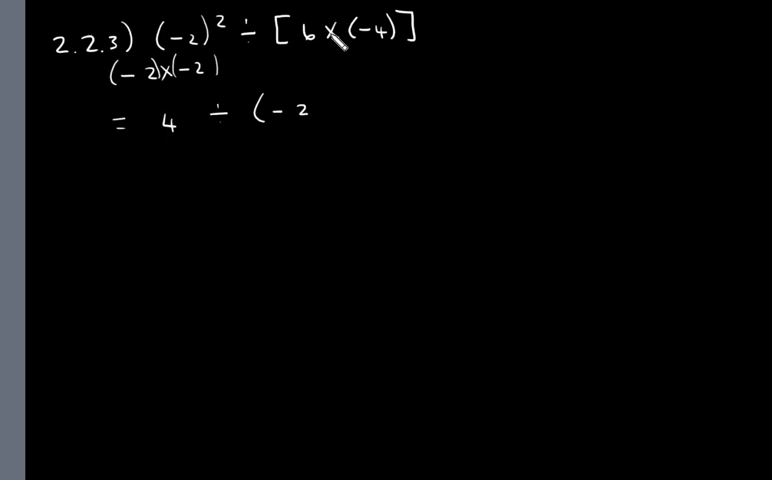 2.2.3) (-2)² ÷ [6×(-4)]
(-2)×(-2)
= 4 ÷ (-2